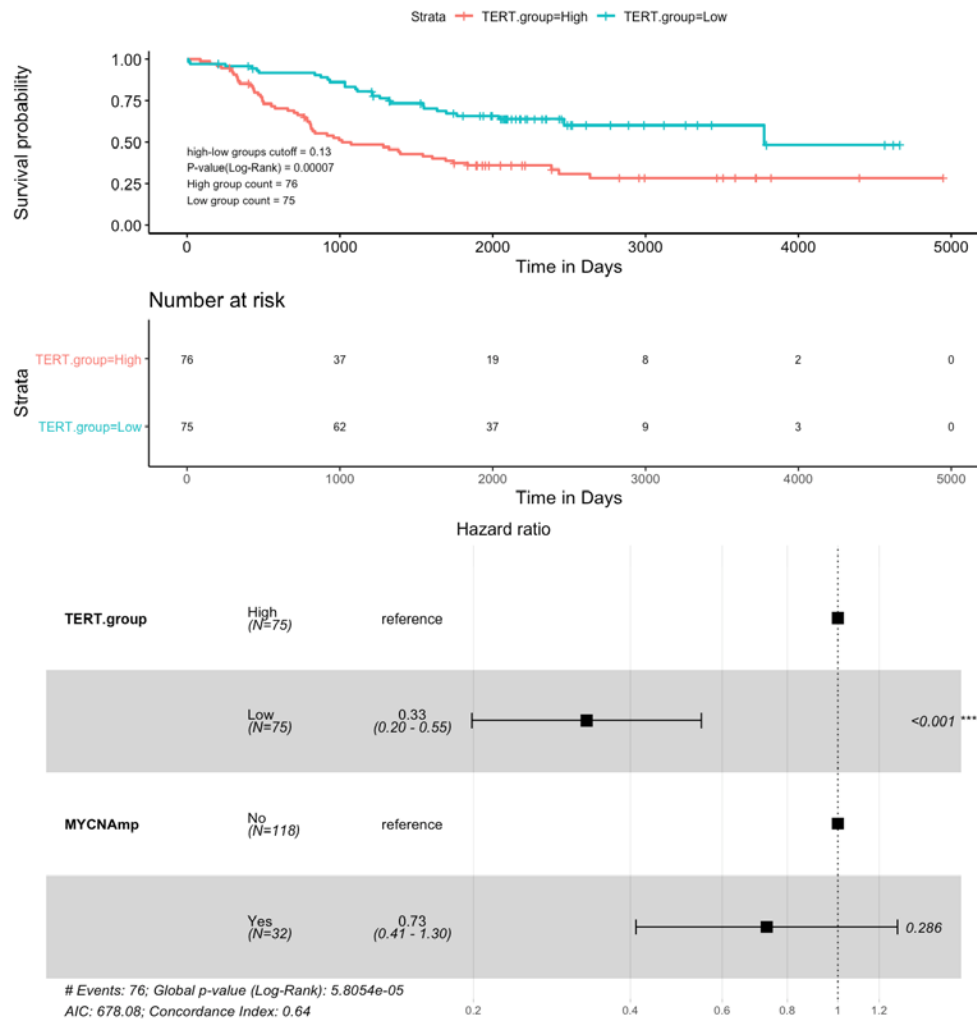 Strata TERT.group=High TERT.group=Low
Survival probability
1.00
0.75
0.50
0.25
0.00
high-low groups cutoff = 0.13
P-value(Log-Rank) = 0.00007
High group count = 76
Low group count = 75
0 1000 2000 3000 4000 5000
Time in Days
Number at risk
Strata
TERT.group=High 76 37 19 8 2 0
TERT.group=Low 75 62 37 9 3 0
0 1000 2000 3000 4000 5000
Time in Days
Hazard ratio
TERT.group High (N=75) reference
Low (N=75) 0.33 (0.20 - 0.55) <0.001 ***
MYCNAmp No (N=118) reference
Yes (N=32) 0.73 (0.41 - 1.30) 0.286
# Events: 76; Global p-value (Log-Rank): 5.8054e-05
AIC: 678.08; Concordance Index: 0.64
0.2 0.4 0.6 0.8 1 1.2